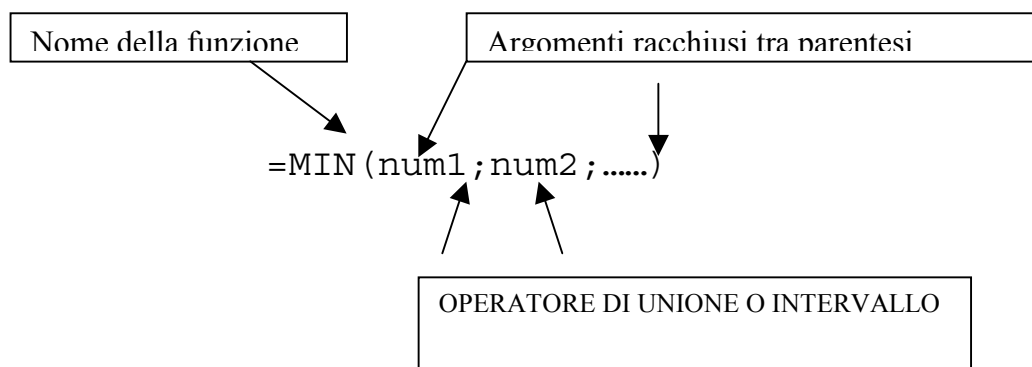 Nome della funzione
Argomenti racchiusi tra parentesi
=MIN(num1;num2;……)
OPERATORE DI UNIONE O INTERVALLO